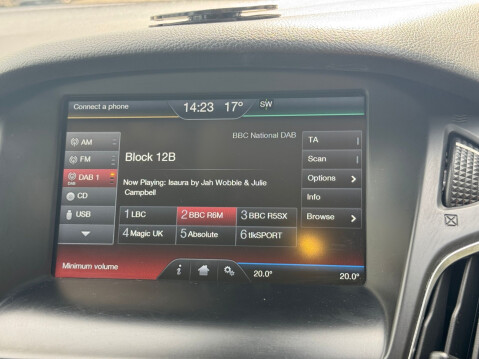 Connect a phone
14:23 17° SW
BBC National DAB
AM
FM
DAB 1
CD
USB
Block 12B
Now Playing: Isaura by Jah Wobble & Julie
Campbell
1 LBC
2 BBC R6M
3 BBC R5SX
4 Magic UK
5 Absolute
6 tlkSPORT
TA
Scan
Options
Info
Browse
Minimum volume
i
20.0°
20.0°